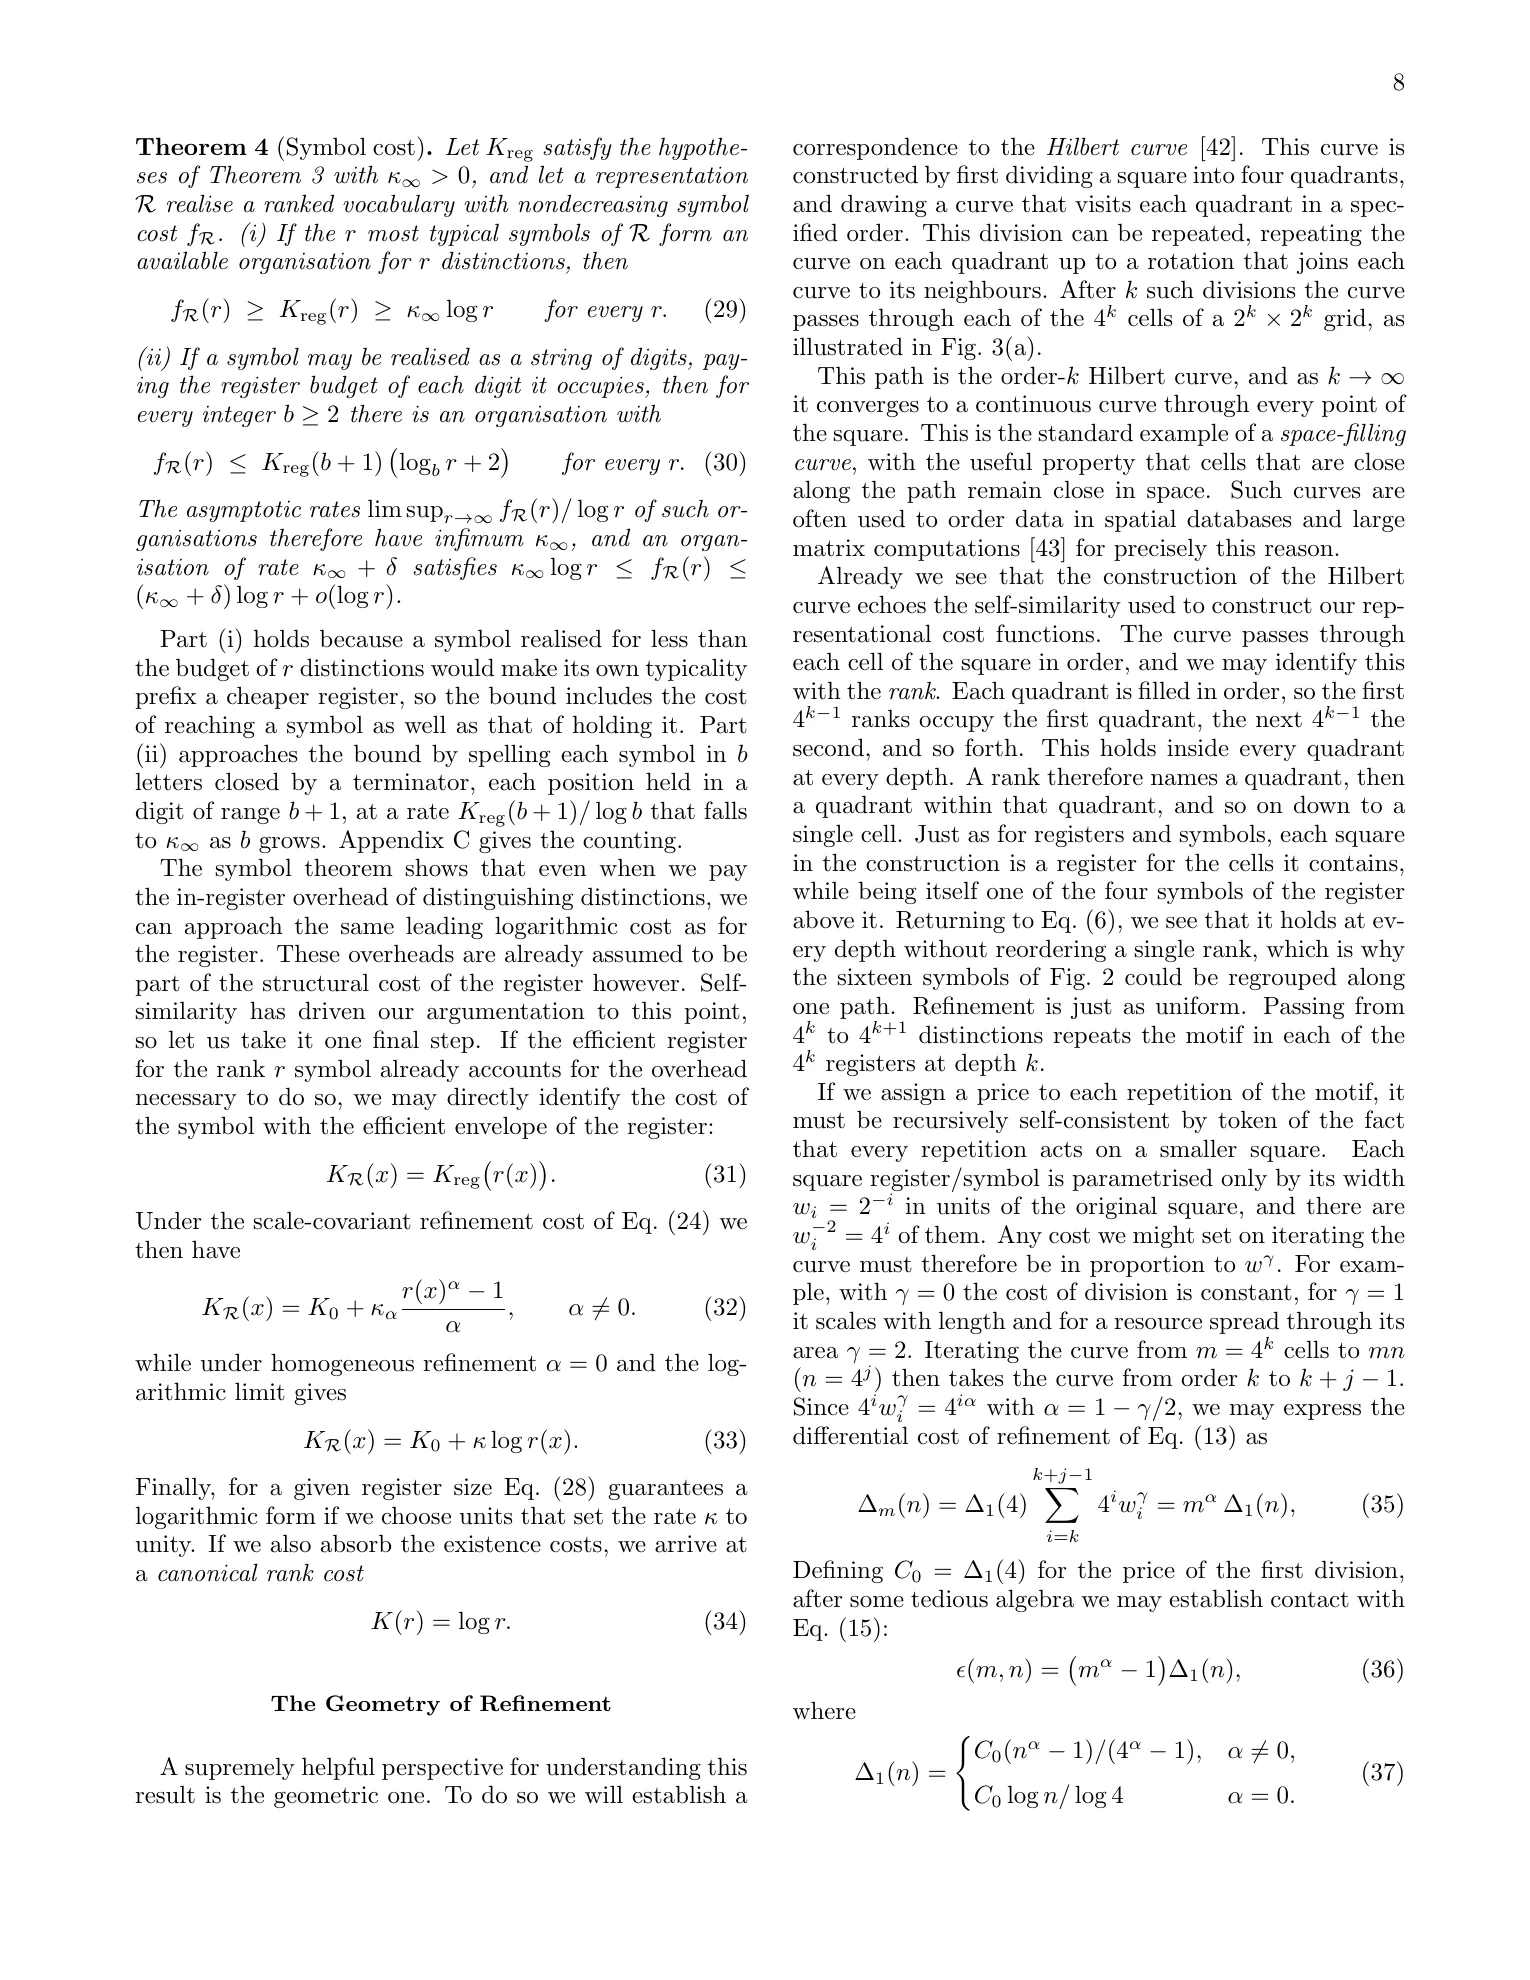 8
Theorem 4 (Symbol cost). Let K_reg satisfy the hypothe-
ses of Theorem 3 with κ_∞ > 0, and let a representation
ℛ realise a ranked vocabulary with nondecreasing symbol
cost f_ℛ. (i) If the r most typical symbols of ℛ form an
available organisation for r distinctions, then
f_ℛ(r) ≥ K_reg(r) ≥ κ_∞ log r for every r. (29)
(ii) If a symbol may be realised as a string of digits, pay-
ing the register budget of each digit it occupies, then for
every integer b ≥ 2 there is an organisation with
f_ℛ(r) ≤ K_reg(b + 1) (log_b r + 2) for every r. (30)
The asymptotic rates lim sup_{r→∞} f_ℛ(r)/ log r of such or-
ganisations therefore have infimum κ_∞, and an organ-
isation of rate κ_∞ + δ satisfies κ_∞ log r ≤ f_ℛ(r) ≤
(κ_∞ + δ) log r + o(log r).
Part (i) holds because a symbol realised for less than
the budget of r distinctions would make its own typicality
prefix a cheaper register, so the bound includes the cost
of reaching a symbol as well as that of holding it. Part
(ii) approaches the bound by spelling each symbol in b
letters closed by a terminator, each position held in a
digit of range b + 1, at a rate K_reg(b + 1)/ log b that falls
to κ_∞ as b grows. Appendix C gives the counting.
The symbol theorem shows that even when we pay
the in-register overhead of distinguishing distinctions, we
can approach the same leading logarithmic cost as for
the register. These overheads are already assumed to be
part of the structural cost of the register however. Self-
similarity has driven our argumentation to this point,
so let us take it one final step. If the efficient register
for the rank r symbol already accounts for the overhead
necessary to do so, we may directly identify the cost of
the symbol with the efficient envelope of the register:
K_ℛ(x) = K_reg(r(x)). (31)
Under the scale-covariant refinement cost of Eq. (24) we
then have
K_ℛ(x) = K_0 + κ_α (r(x)^α − 1)/α, α ≠ 0. (32)
while under homogeneous refinement α = 0 and the log-
arithmic limit gives
K_ℛ(x) = K_0 + κ log r(x). (33)
Finally, for a given register size Eq. (28) guarantees a
logarithmic form if we choose units that set the rate κ to
unity. If we also absorb the existence costs, we arrive at
a canonical rank cost
K(r) = log r. (34)
The Geometry of Refinement
A supremely helpful perspective for understanding this
result is the geometric one. To do so we will establish a
correspondence to the Hilbert curve [42]. This curve is
constructed by first dividing a square into four quadrants,
and drawing a curve that visits each quadrant in a spec-
ified order. This division can be repeated, repeating the
curve on each quadrant up to a rotation that joins each
curve to its neighbours. After k such divisions the curve
passes through each of the 4^k cells of a 2^k × 2^k grid, as
illustrated in Fig. 3(a).
This path is the order-k Hilbert curve, and as k → ∞
it converges to a continuous curve through every point of
the square. This is the standard example of a space-filling
curve, with the useful property that cells that are close
along the path remain close in space. Such curves are
often used to order data in spatial databases and large
matrix computations [43] for precisely this reason.
Already we see that the construction of the Hilbert
curve echoes the self-similarity used to construct our rep-
resentational cost functions. The curve passes through
each cell of the square in order, and we may identify this
with the rank. Each quadrant is filled in order, so the first
4^{k−1} ranks occupy the first quadrant, the next 4^{k−1} the
second, and so forth. This holds inside every quadrant
at every depth. A rank therefore names a quadrant, then
a quadrant within that quadrant, and so on down to a
single cell. Just as for registers and symbols, each square
in the construction is a register for the cells it contains,
while being itself one of the four symbols of the register
above it. Returning to Eq. (6), we see that it holds at ev-
ery depth without reordering a single rank, which is why
the sixteen symbols of Fig. 2 could be regrouped along
one path. Refinement is just as uniform. Passing from
4^k to 4^{k+1} distinctions repeats the motif in each of the
4^k registers at depth k.
If we assign a price to each repetition of the motif, it
must be recursively self-consistent by token of the fact
that every repetition acts on a smaller square. Each
square register/symbol is parametrised only by its width
w_i = 2^{−i} in units of the original square, and there are
w_i^{−2} = 4^i of them. Any cost we might set on iterating the
curve must therefore be in proportion to w^γ. For exam-
ple, with γ = 0 the cost of division is constant, for γ = 1
it scales with length and for a resource spread through its
area γ = 2. Iterating the curve from m = 4^k cells to mn
(n = 4^j) then takes the curve from order k to k + j − 1.
Since 4^i w_i^γ = 4^{iα} with α = 1 − γ/2, we may express the
differential cost of refinement of Eq. (13) as
Δ_m(n) = Δ_1(4) ∑_{i=k}^{k+j−1} 4^i w_i^γ = m^α Δ_1(n), (35)
Defining C_0 = Δ_1(4) for the price of the first division,
after some tedious algebra we may establish contact with
Eq. (15):
ϵ(m, n) = (m^α − 1)Δ_1(n), (36)
where
Δ_1(n) = { C_0(n^α − 1)/(4^α − 1), α ≠ 0,
C_0 log n/ log 4 α = 0. (37)